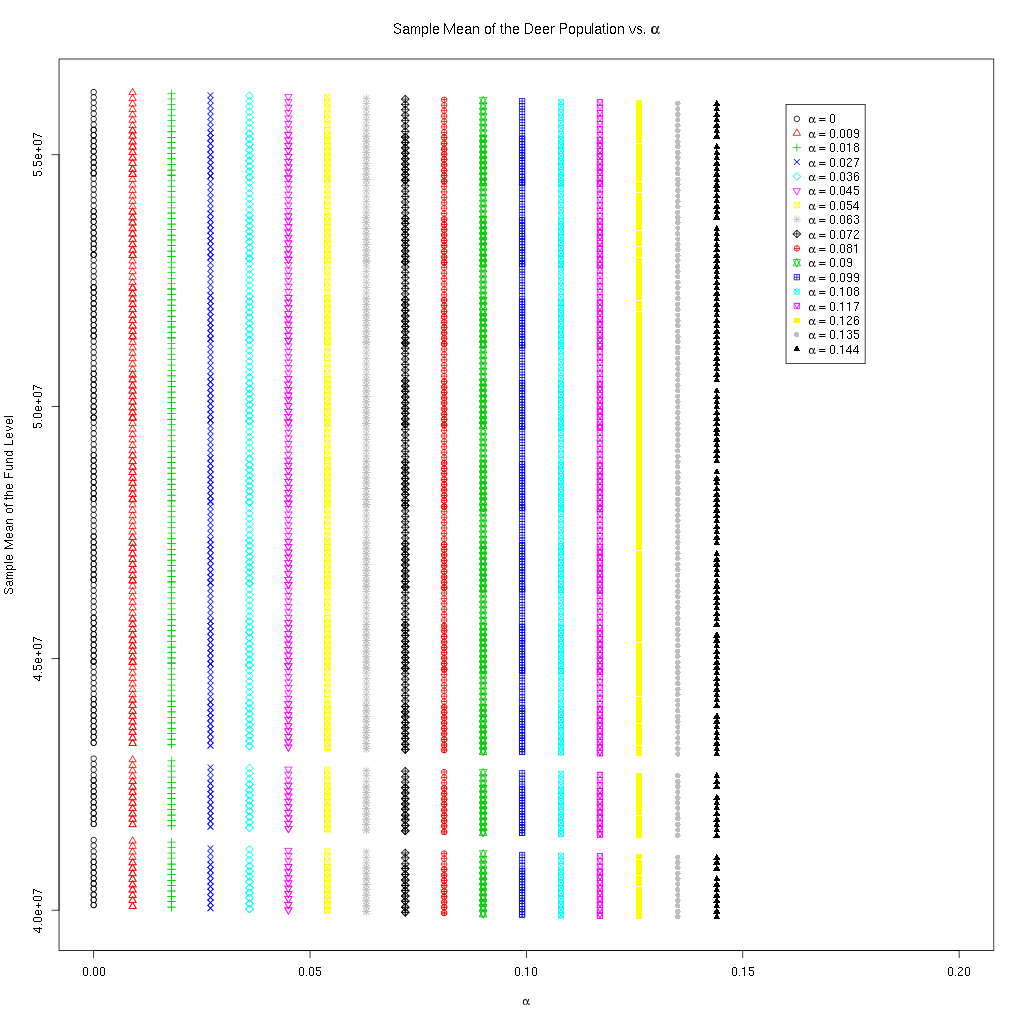 Sample Mean of the Deer Population vs. α
Sample Mean of the Fund Level
5.5e+07
5.0e+07
4.5e+07
4.0e+07
α = 0
α = 0.009
α = 0.018
α = 0.027
α = 0.036
α = 0.045
α = 0.054
α = 0.063
α = 0.072
α = 0.081
α = 0.09
α = 0.099
α = 0.108
α = 0.117
α = 0.126
α = 0.135
α = 0.144
0.00
0.05
0.10
0.15
0.20
α